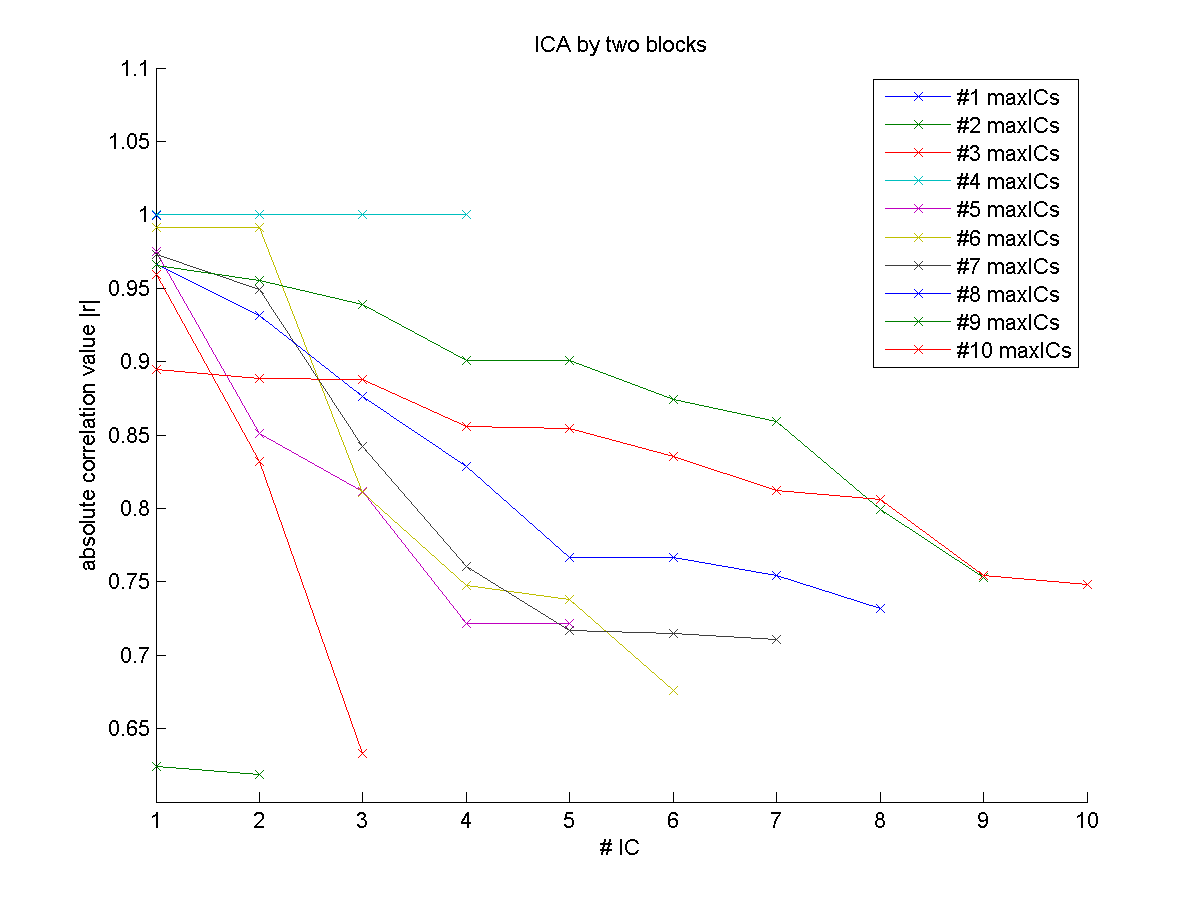 ICA by two blocks
1.1
1.05
1
0.95
0.9
0.85
0.8
0.75
0.7
0.65
absolute correlation value |r|
1 2 3 4 5 6 7 8 9 10
# IC
#1 maxICs
#2 maxICs
#3 maxICs
#4 maxICs
#5 maxICs
#6 maxICs
#7 maxICs
#8 maxICs
#9 maxICs
#10 maxICs